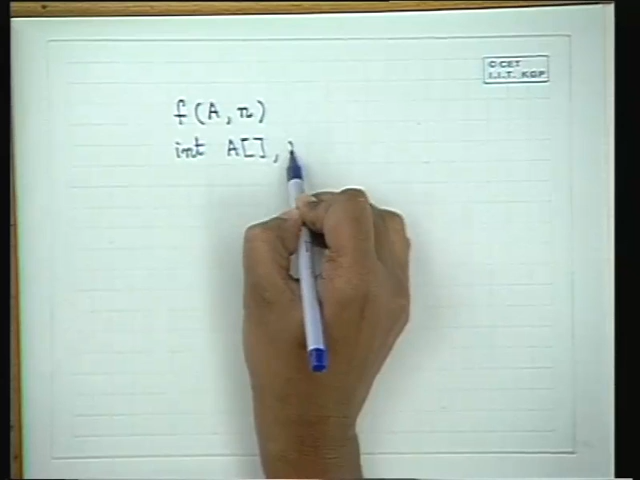 ©CET
I.I.T. KGP
f(A, n)
int A[],